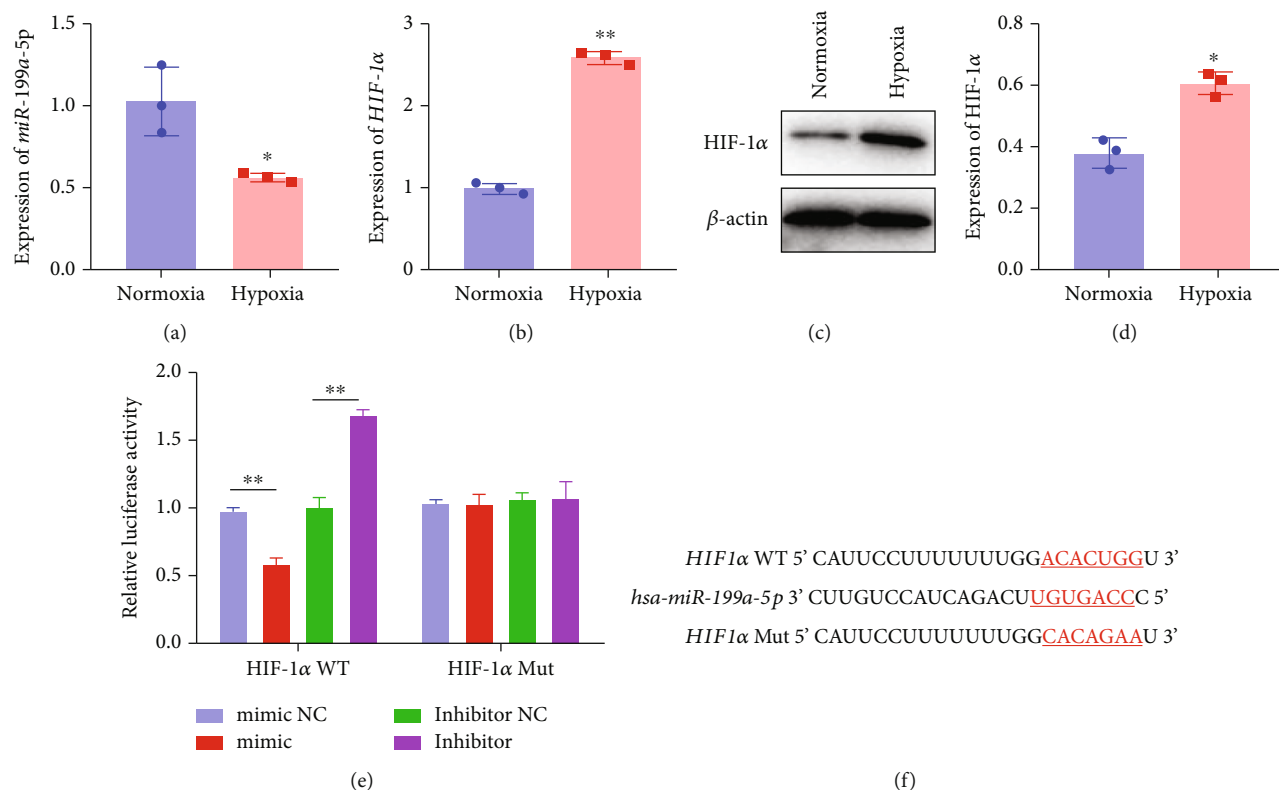 Expression of miR-199a-5p
1.5
1.0
0.5
0.0
*
Normoxia
Hypoxia
(a)
Expression of HIF-1α
3
2
1
0
**
Normoxia
Hypoxia
(b)
Normoxia
Hypoxia
HIF-1α
β-actin
(c)
Expression of HIF-1α
0.8
0.6
0.4
0.2
0.0
*
Normoxia
Hypoxia
(d)
Relative luciferase activity
2.0
1.5
1.0
0.5
0.0
**
**
HIF-1α WT
HIF-1α Mut
mimic NC
mimic
Inhibitor NC
Inhibitor
(e)
HIF1α WT 5’ CAUUCCUUUUUUUGGACACUGGU 3’
hsa-miR-199a-5p 3’ CUUGUCCAUCAGACUUGUGACCC 5’
HIF1α Mut 5’ CAUUCCUUUUUUUGGCACAGAAU 3’
(f)